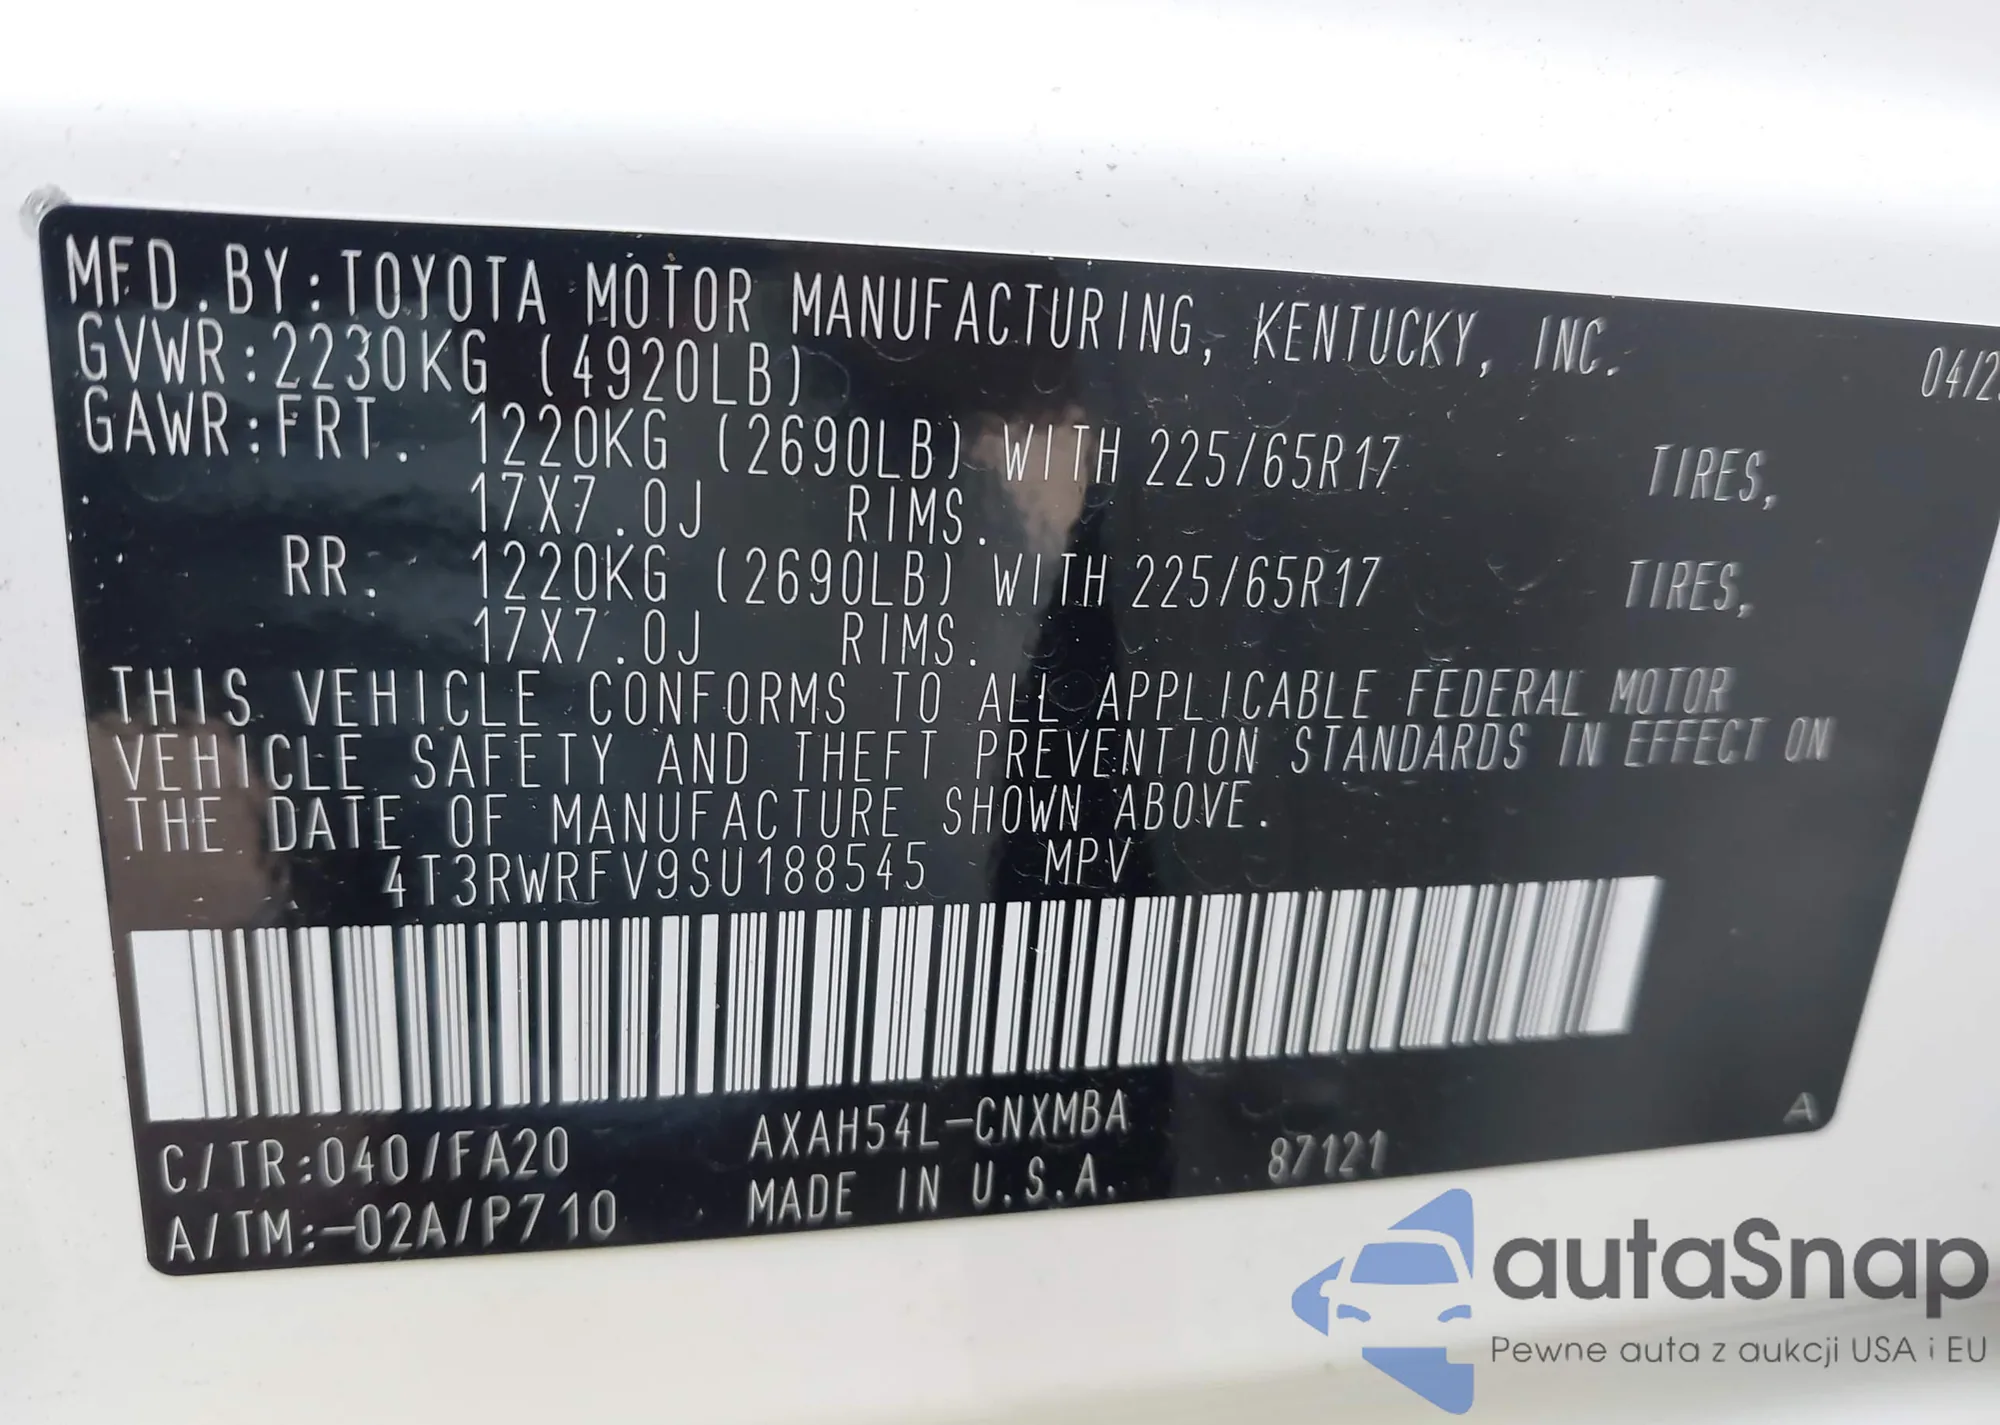 MFD.BY:TOYOTA MOTOR MANUFACTURING, KENTUCKY, INC. 04/2
GVWR:2230KG (4920LB)
GAWR:FRT. 1220KG (2690LB) WITH 225/65R17 TIRES,
17X7.0J RIMS.
RR. 1220KG (2690LB) WITH 225/65R17 TIRES,
17X7.0J RIMS.
THIS VEHICLE CONFORMS TO ALL APPLICABLE FEDERAL MOTOR
VEHICLE SAFETY AND THEFT PREVENTION STANDARDS IN EFFECT ON
THE DATE OF MANUFACTURE SHOWN ABOVE.
4T3RWRFV9SU188545 MPV
C/TR:040/FA20 AXAH54L-CNXMBA A
A/TM:-02A/P710 MADE IN U.S.A. 87121
autaSnap
Pewne auta z aukcji USA i EU